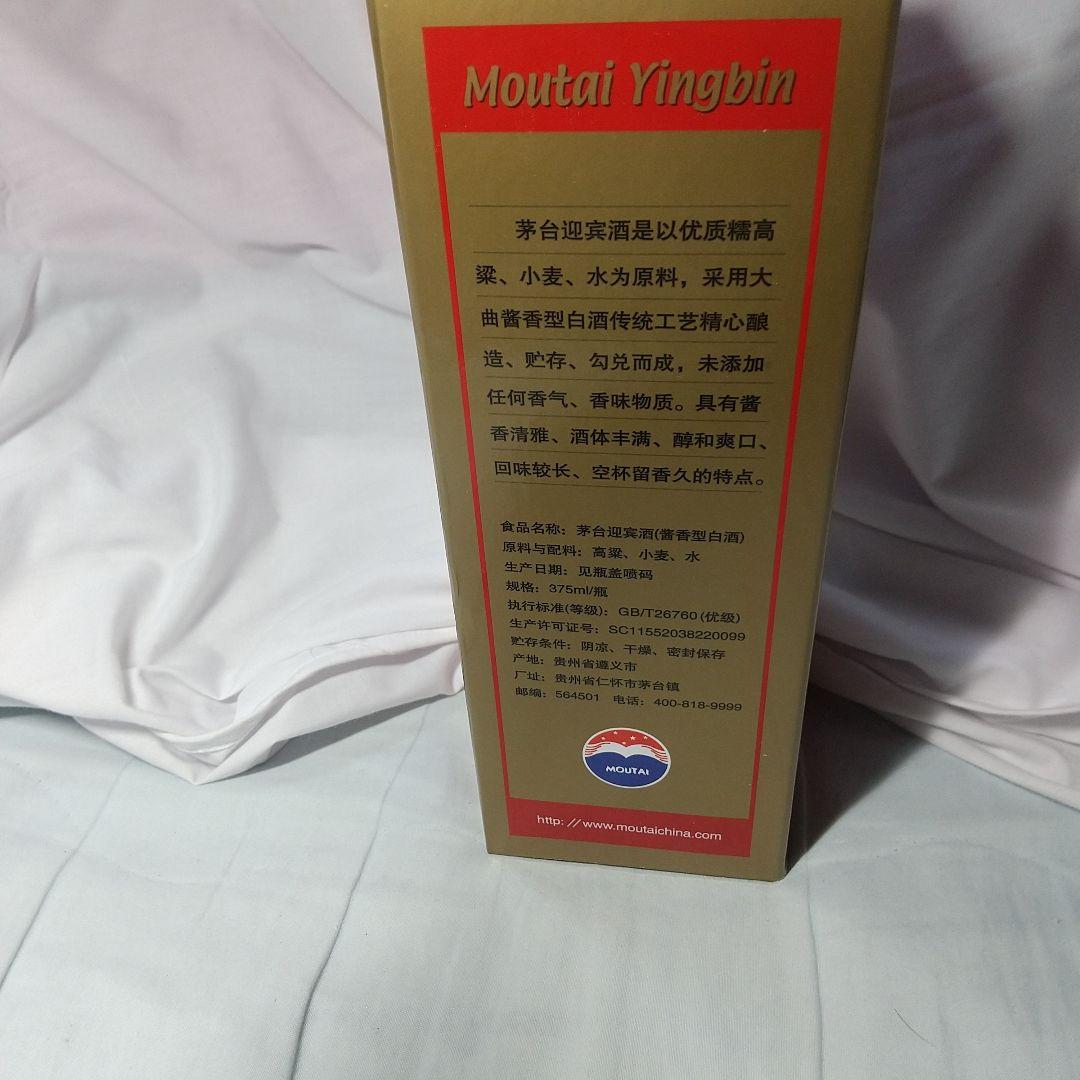 Moutai Yingbin
茅台迎宾酒是以优质糯高
粱、小麦、水为原料，采用大
曲酱香型白酒传统工艺精心酿
造、贮存、勾兑而成，未添加
任何香气、香味物质。具有酱
香清雅、酒体丰满、醇和爽口、
回味较长、空杯留香久的特点。
食品名称：茅台迎宾酒(酱香型白酒)
原料与配料：高粱、小麦、水
生产日期：见瓶盖喷码
规格：375ml/瓶
执行标准(等级)：GB/T26760(优级)
生产许可证号：SC11552038220099
贮存条件：阴凉、干燥、密封保存
产地：贵州省遵义市
厂址：贵州省仁怀市茅台镇
邮编：564501 电话：400-818-9999
MOUTAI
http: //www.moutaichina.com